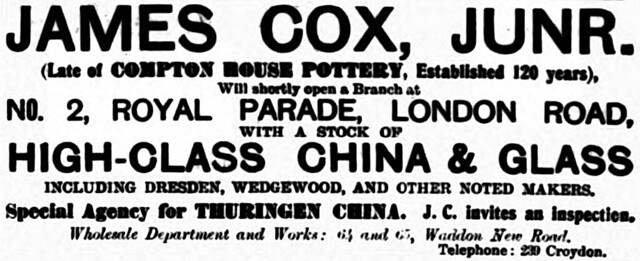 JAMES COX, JUNR.
(Late of COMPTON HOUSE POTTERY, Established 120 years),
Will shortly open a Branch at
NO. 2, ROYAL PARADE, LONDON ROAD,
WITH A STOCK OF
HIGH-CLASS CHINA & GLASS
INCLUDING DRESDEN, WEDGEWOOD, AND OTHER NOTED MAKERS.
Special Agency for THURINGEN CHINA. J. C. invites an inspection.
Wholesale Department and Works: 64 and 65, Waddon New Road.
Telephone: 239 Croydon.